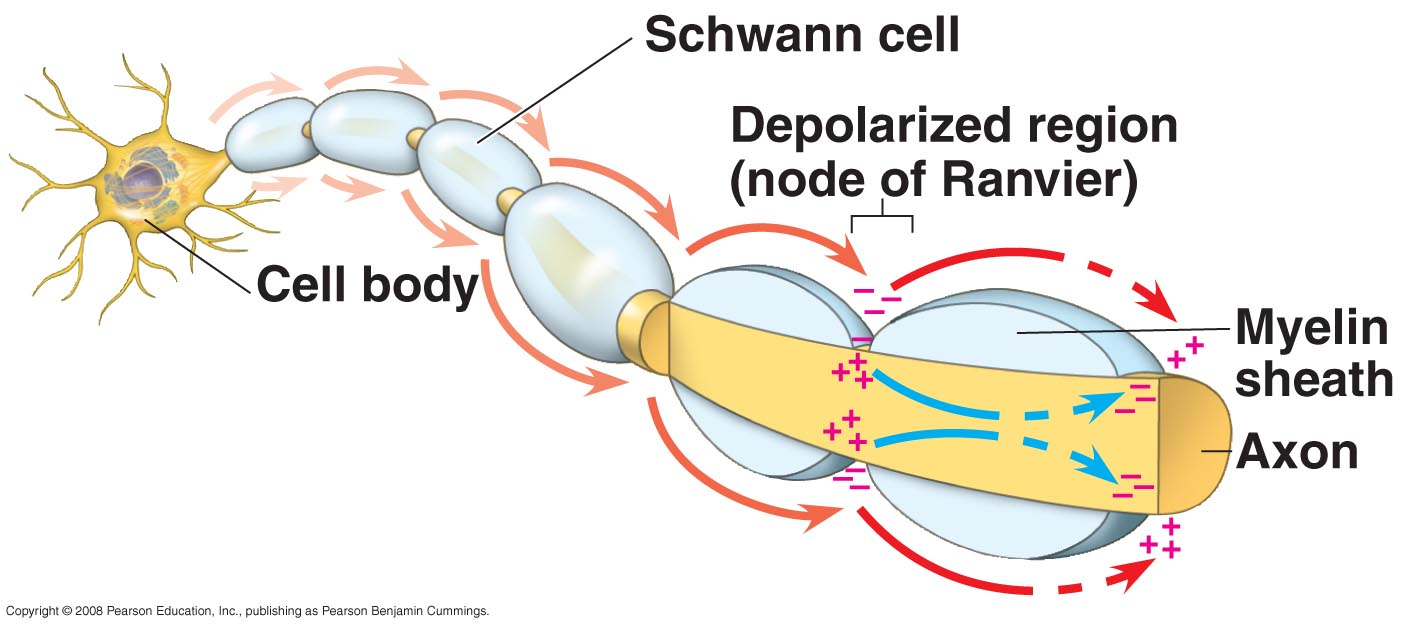 Schwann cell
Depolarized region
(node of Ranvier)
Cell body
Myelin
sheath
Axon
Copyright © 2008 Pearson Education, Inc., publishing as Pearson Benjamin Cummings.